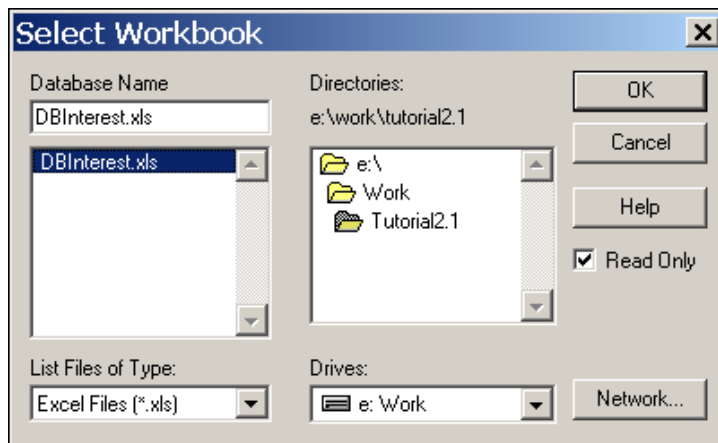 Select Workbook
Database Name
DBInterest.xls
DBInterest.xls
List Files of Type:
Excel Files (*.xls)
Directories:
e:\work\tutorial2.1
e:\
Work
Tutorial2.1
Drives:
e: Work
OK
Cancel
Help
Read Only
Network...